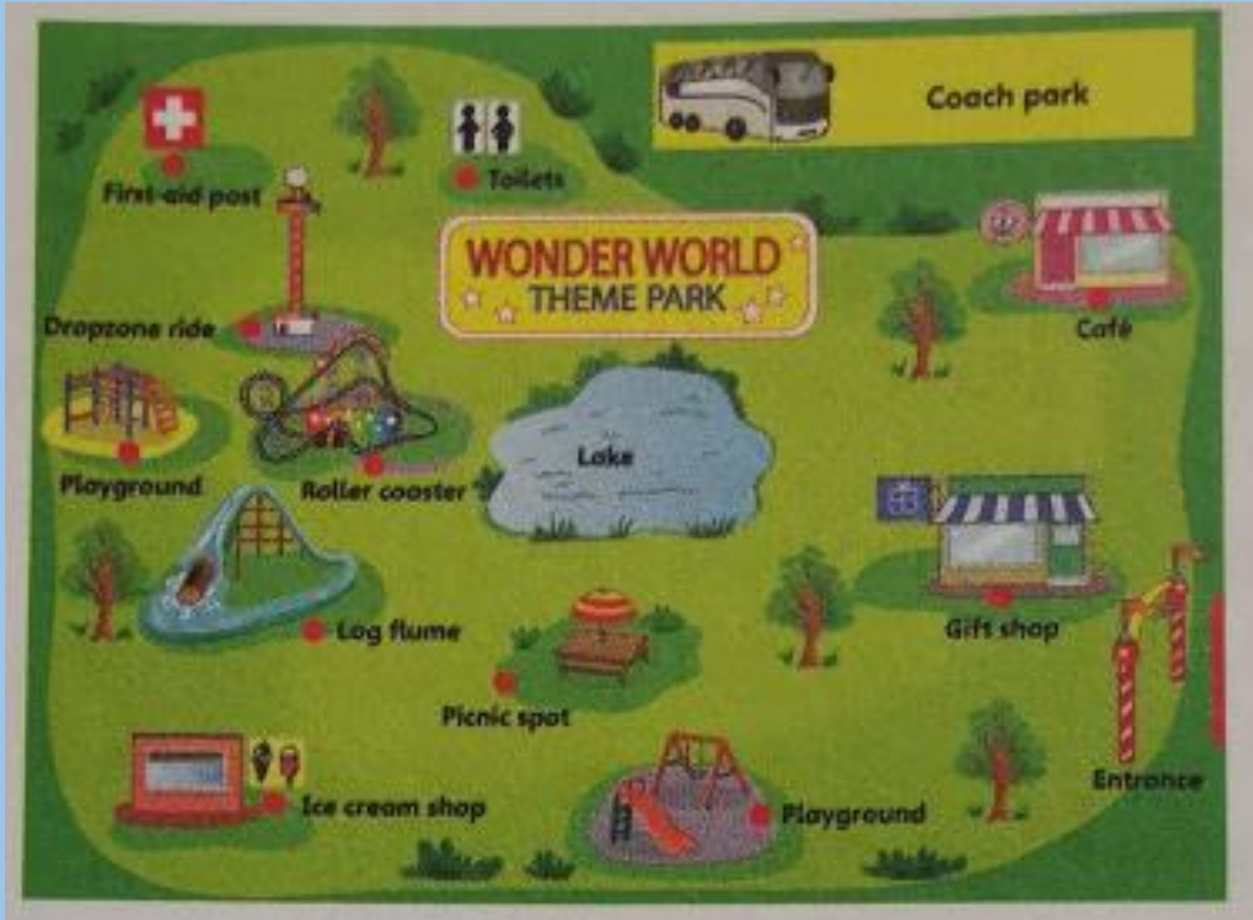 Coach park
First-aid post
Toilets
WONDER WORLD
THEME PARK
Dropzone ride
Café
Playground
Roller coaster
Lake
Log flume
Gift shop
Picnic spot
Entrance
Ice cream shop
Playground